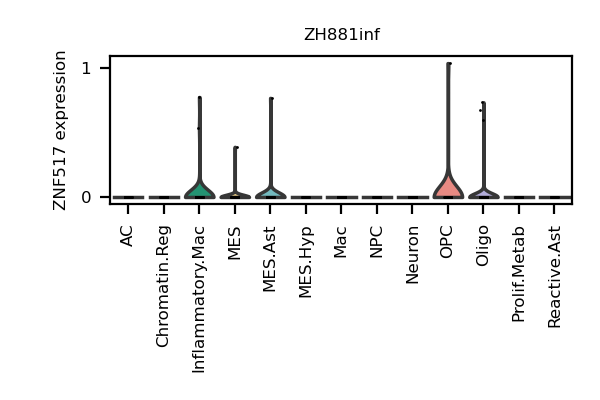 ZH881inf
ZNF517 expression
1
0
AC
Chromatin.Reg
Inflammatory.Mac
MES
MES.Ast
MES.Hyp
Mac
NPC
Neuron
OPC
Oligo
Prolif.Metab
Reactive.Ast